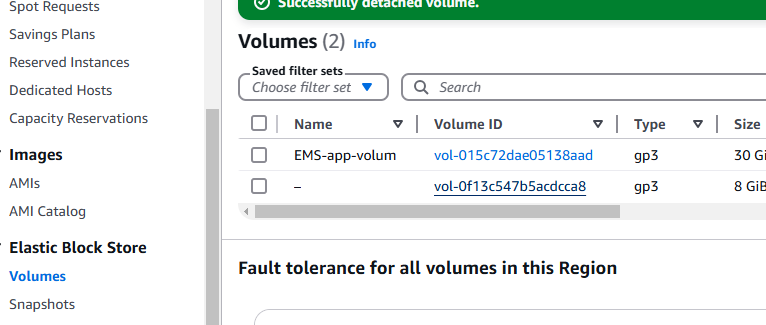 Spot Requests
Savings Plans
Reserved Instances
Dedicated Hosts
Capacity Reservations
Images
AMIs
AMI Catalog
Elastic Block Store
Volumes
Snapshots
Successfully detached volume.
Volumes (2) Info
Saved filter sets
Choose filter set
Search
Name Volume ID Type Size
EMS-app-volum vol-015c72dae05138aad gp3 30 Gi
– vol-0f13c547b5acdcca8 gp3 8 GiB
Fault tolerance for all volumes in this Region